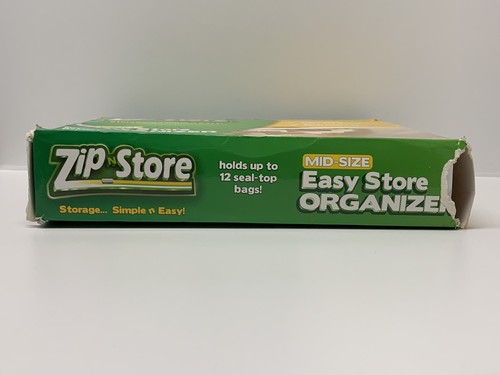 Zip N Store
Storage... Simple n Easy!
holds up to
12 seal-top
bags!
MID-SIZE
Easy Store
ORGANIZER